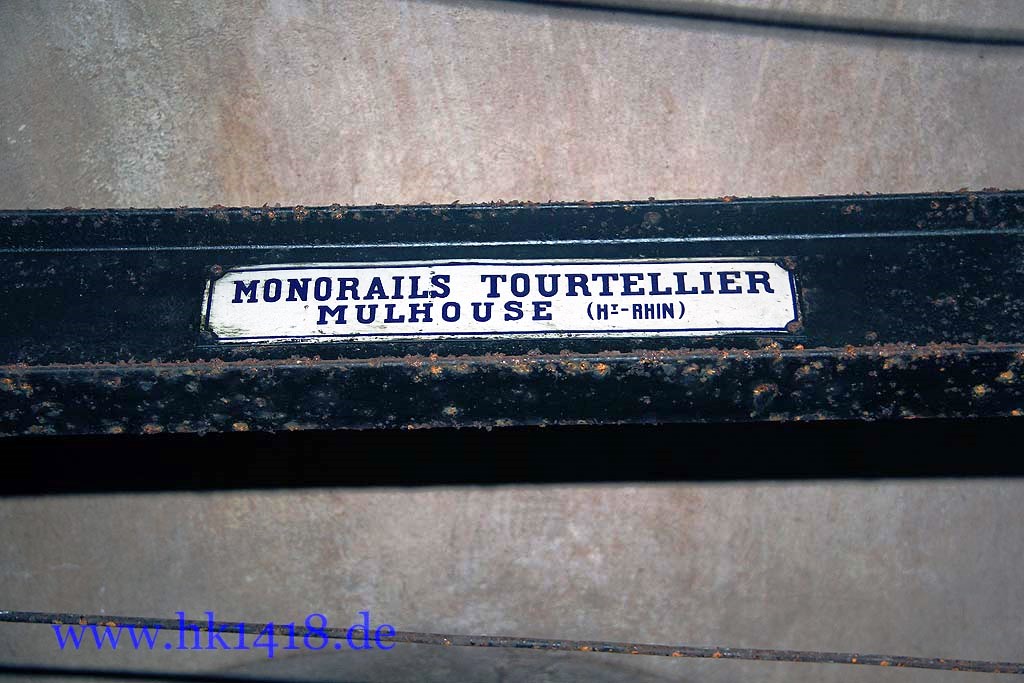 MONORAILS TOURTELLIER
MULHOUSE (HT-RHIN)
www.hk1418.de